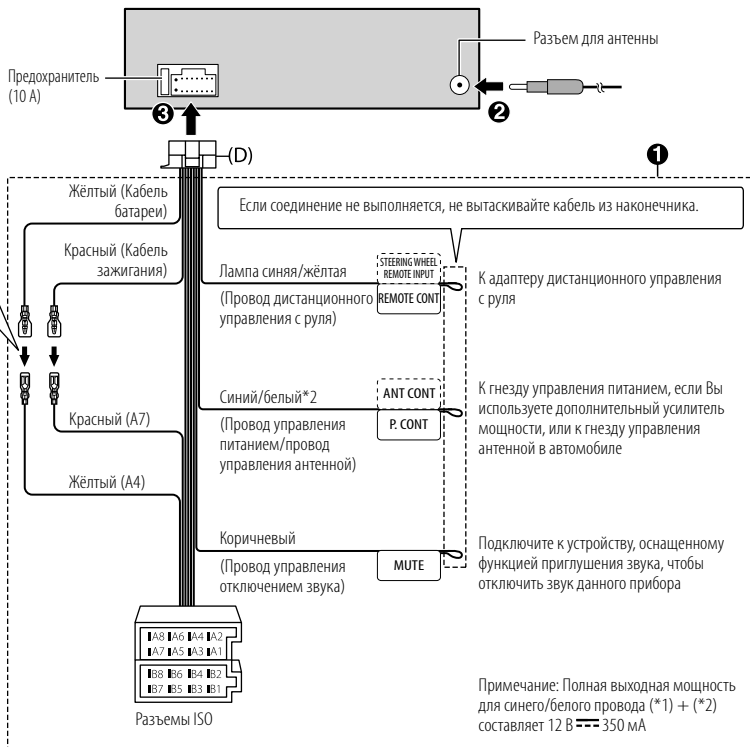 Разъем для антенны
Предохранитель
(10 A)
❸
❷
(D)
❶
Жёлтый (Кабель
батареи)
Если соединение не выполняется, не вытаскивайте кабель из наконечника.
Красный (Кабель
зажигания)
Лампа синяя/жёлтая
(Провод дистанционного
управления с руля)
STEERING WHEEL
REMOTE INPUT
REMOTE CONT
К адаптеру дистанционного управления
с руля
Синий/белый*2
(Провод управления
питанием/провод
управления антенной)
ANT CONT
P. CONT
К гнезду управления питанием, если Вы
используете дополнительный усилитель
мощности, или к гнезду управления
антенной в автомобиле
Красный (A7)
Жёлтый (A4)
Коричневый
(Провод управления
отключением звука)
MUTE
Подключите к устройству, оснащенному
функцией приглушения звука, чтобы
отключить звук данного прибора
A8 A6 A4 A2
A7 A5 A3 A1
B8 B6 B4 B2
B7 B5 B3 B1
Разъемы ISO
Примечание: Полная выходная мощность
для синего/белого провода (*1) + (*2)
составляет 12 В ⎓ 350 мА